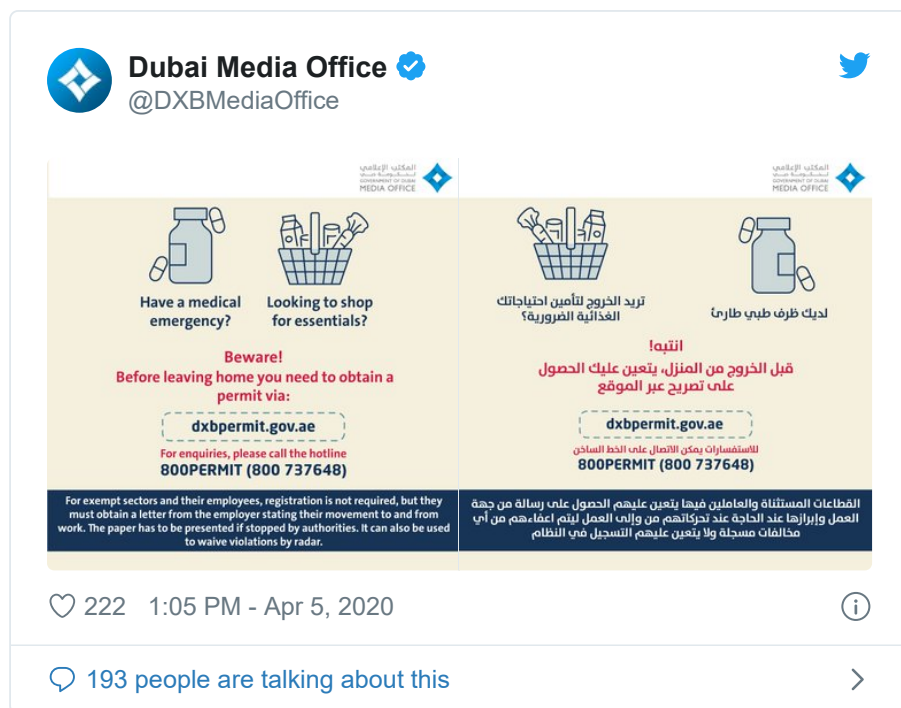 Dubai Media Office
@DXBMediaOffice
المكتب الإعلامي
GOVERNMENT OF DUBAI
MEDIA OFFICE
Have a medical
emergency?
Looking to shop
for essentials?
Beware!
Before leaving home you need to obtain a
permit via:
dxbpermit.gov.ae
For enquiries, please call the hotline
800PERMIT (800 737648)
For exempt sectors and their employees, registration is not required, but they
must obtain a letter from the employer stating their movement to and from
work. The paper has to be presented if stopped by authorities. It can also be used
to waive violations by radar.
المكتب الإعلامي
GOVERNMENT OF DUBAI
MEDIA OFFICE
لديك ظرف طبي طارئ
تريد الخروج لتأمين احتياجاتك
الغذائية الضرورية؟
انتبه!
قبل الخروج من المنزل، يتعين عليك الحصول
على تصريح عبر الموقع
dxbpermit.gov.ae
للاستفسارات يمكن الاتصال على الخط الساخن
800PERMIT (800 737648)
القطاعات المستثناة والعاملين فيها يتعين عليهم الحصول على رسالة من جهة
العمل وإبرازها عند الحاجة عند تحركاتهم من وإلى العمل ليتم اعفاءهم من أي
مخالفات مسجلة ولا يتعين عليهم التسجيل في النظام
222 1:05 PM - Apr 5, 2020
193 people are talking about this